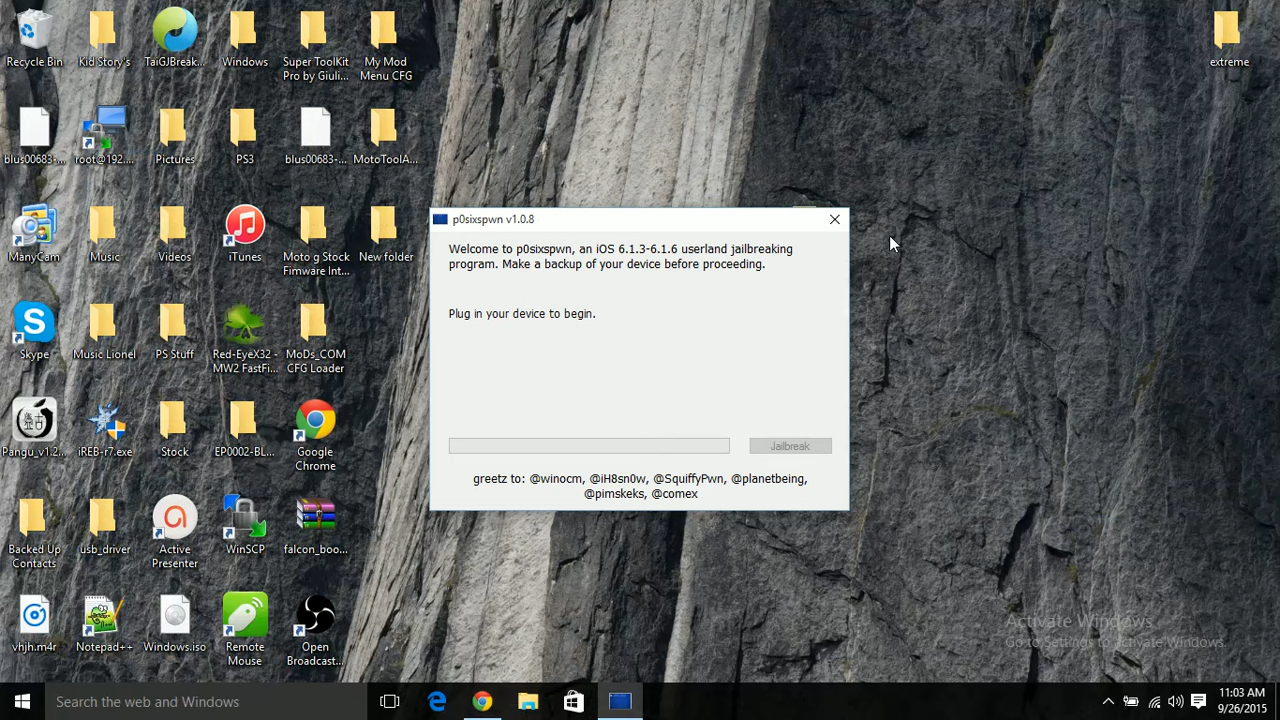 Recycle Bin
Kid Story's
TaiGJBreak...
Windows
Super ToolKit
Pro by Giuli...
My Mod
Menu CFG
extreme
blus00683-...
root@192....
Pictures
PS3
blus00683-...
MotoToolA...
ManyCam
Music
Videos
iTunes
Moto g Stock
Fimware Int...
New folder
Skype
Music Lionel
PS Stuff
Red-EyeX32 -
MW2 FastFi...
MoDs_COM
CFG Loader
Pangu_v1.2...
iREB-r7.exe
Stock
EP0002-BL...
Google
Chrome
Backed Up
Contacts
usb_driver
Active
Presenter
WinSCP
falcon_boo...
vhjh.m4r
Notepad++
Windows.iso
Remote
Mouse
Open
Broadcast...
p0sixspwn v1.0.8
Welcome to p0sixspwn, an iOS 6.1.3-6.1.6 userland jailbreaking
program. Make a backup of your device before proceeding.
Plug in your device to begin.
Jailbreak
greetz to: @winocm, @iH8sn0w, @SquiffyPwn, @planetbeing,
@pimskeks, @comex
Activate Windows
Go to Settings to activate Windows.
Search the web and Windows
11:03 AM
9/26/2015